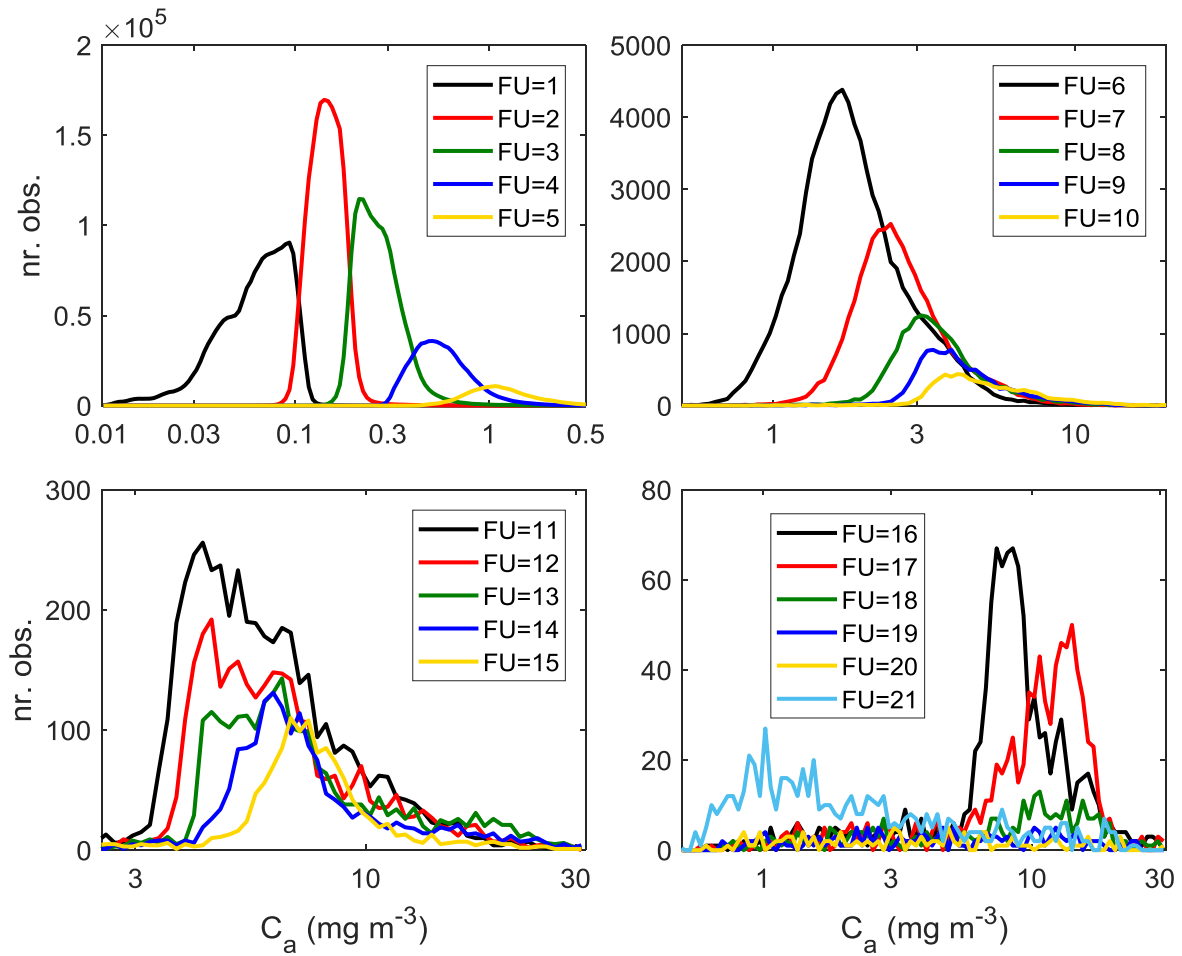 ×10^5
2
1.5
1
0.5
0
nr. obs.
0.01 0.03 0.1 0.3 1 0.5
FU=1
FU=2
FU=3
FU=4
FU=5
5000
4000
3000
2000
1000
0
1 3 10
FU=6
FU=7
FU=8
FU=9
FU=10
300
200
100
0
nr. obs.
3 10 30
C_a (mg m^-3)
FU=11
FU=12
FU=13
FU=14
FU=15
80
60
40
20
0
1 3 10 30
C_a (mg m^-3)
FU=16
FU=17
FU=18
FU=19
FU=20
FU=21